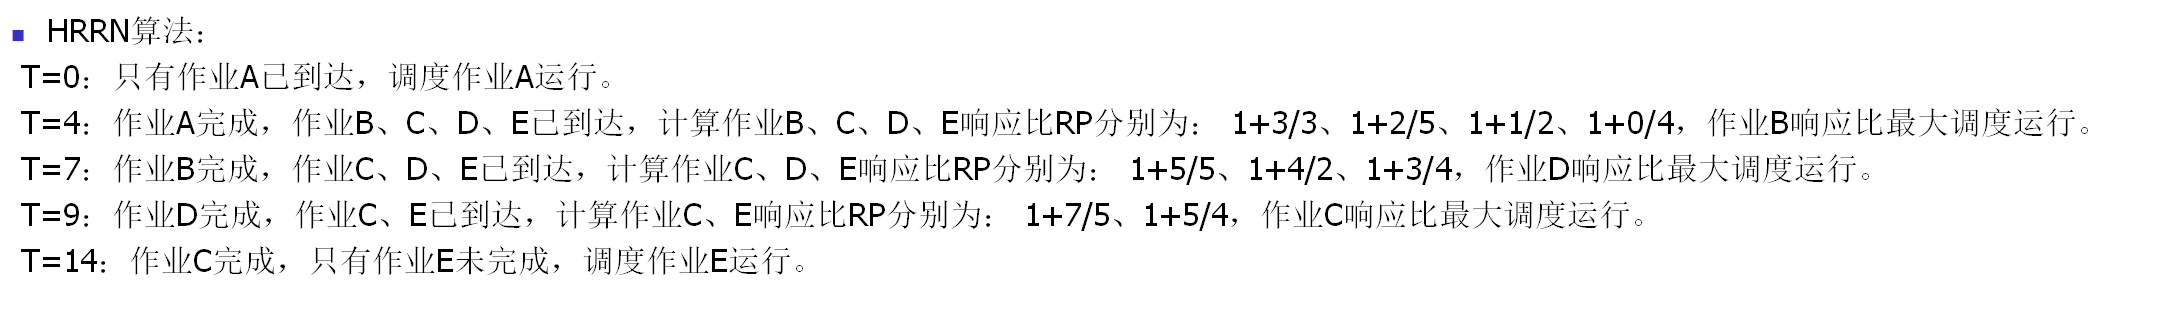 ■ HRRN算法：
T=0：只有作业A已到达，调度作业A运行。
T=4：作业A完成，作业B、C、D、E已到达，计算作业B、C、D、E响应比RP分别为： 1+3/3、1+2/5、1+1/2、1+0/4，作业B响应比最大调度运行。
T=7：作业B完成，作业C、D、E已到达，计算作业C、D、E响应比RP分别为： 1+5/5、1+4/2、1+3/4，作业D响应比最大调度运行。
T=9：作业D完成，作业C、E已到达，计算作业C、E响应比RP分别为： 1+7/5、1+5/4，作业C响应比最大调度运行。
T=14：作业C完成，只有作业E未完成，调度作业E运行。